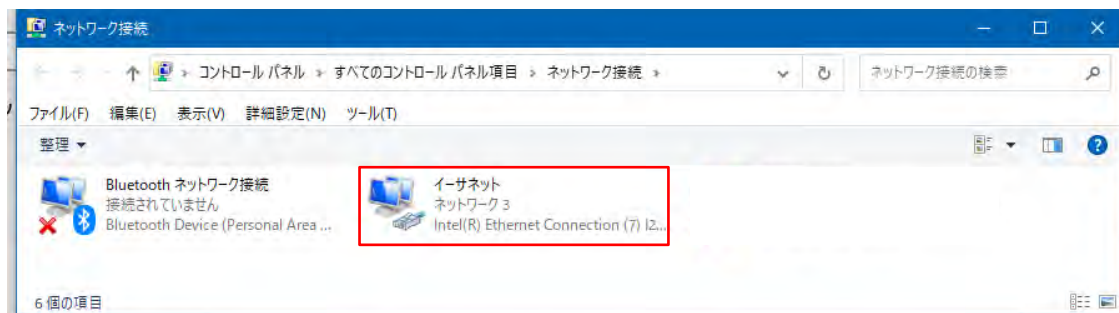 ネットワーク接続
コントロール パネル > すべてのコントロール パネル項目 > ネットワーク接続 >
ネットワーク接続の検索
ファイル(F) 編集(E) 表示(V) 詳細設定(N) ツール(T)
整理
Bluetooth ネットワーク接続
接続されていません
Bluetooth Device (Personal Area ...
イーサネット
ネットワーク 3
Intel(R) Ethernet Connection (7) I2...
6 個の項目